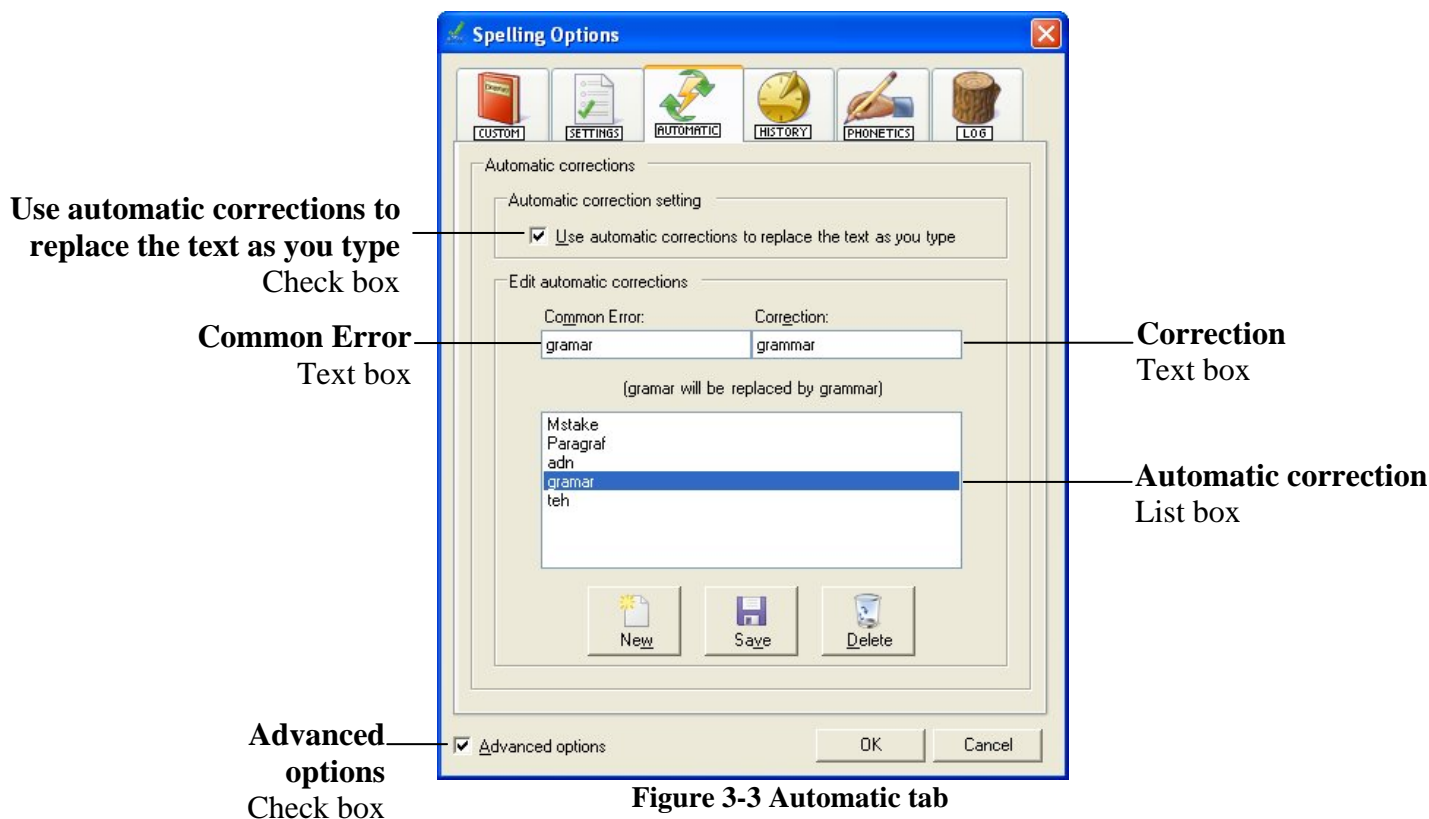 Spelling Options
CUSTOM
SETTINGS
AUTOMATIC
HISTORY
PHONETICS
LOG
Automatic corrections
Automatic correction setting
Use automatic corrections to replace the text as you type
Use automatic corrections to
replace the text as you type
Check box
Edit automatic corrections
Common Error: Correction:
gramar grammar
Common Error
Text box
Correction
Text box
(gramar will be replaced by grammar)
Mstake
Paragraf
adn
gramar
teh
Automatic correction
List box
New Save Delete
Advanced
options
Check box
Advanced options OK Cancel
Figure 3-3 Automatic tab